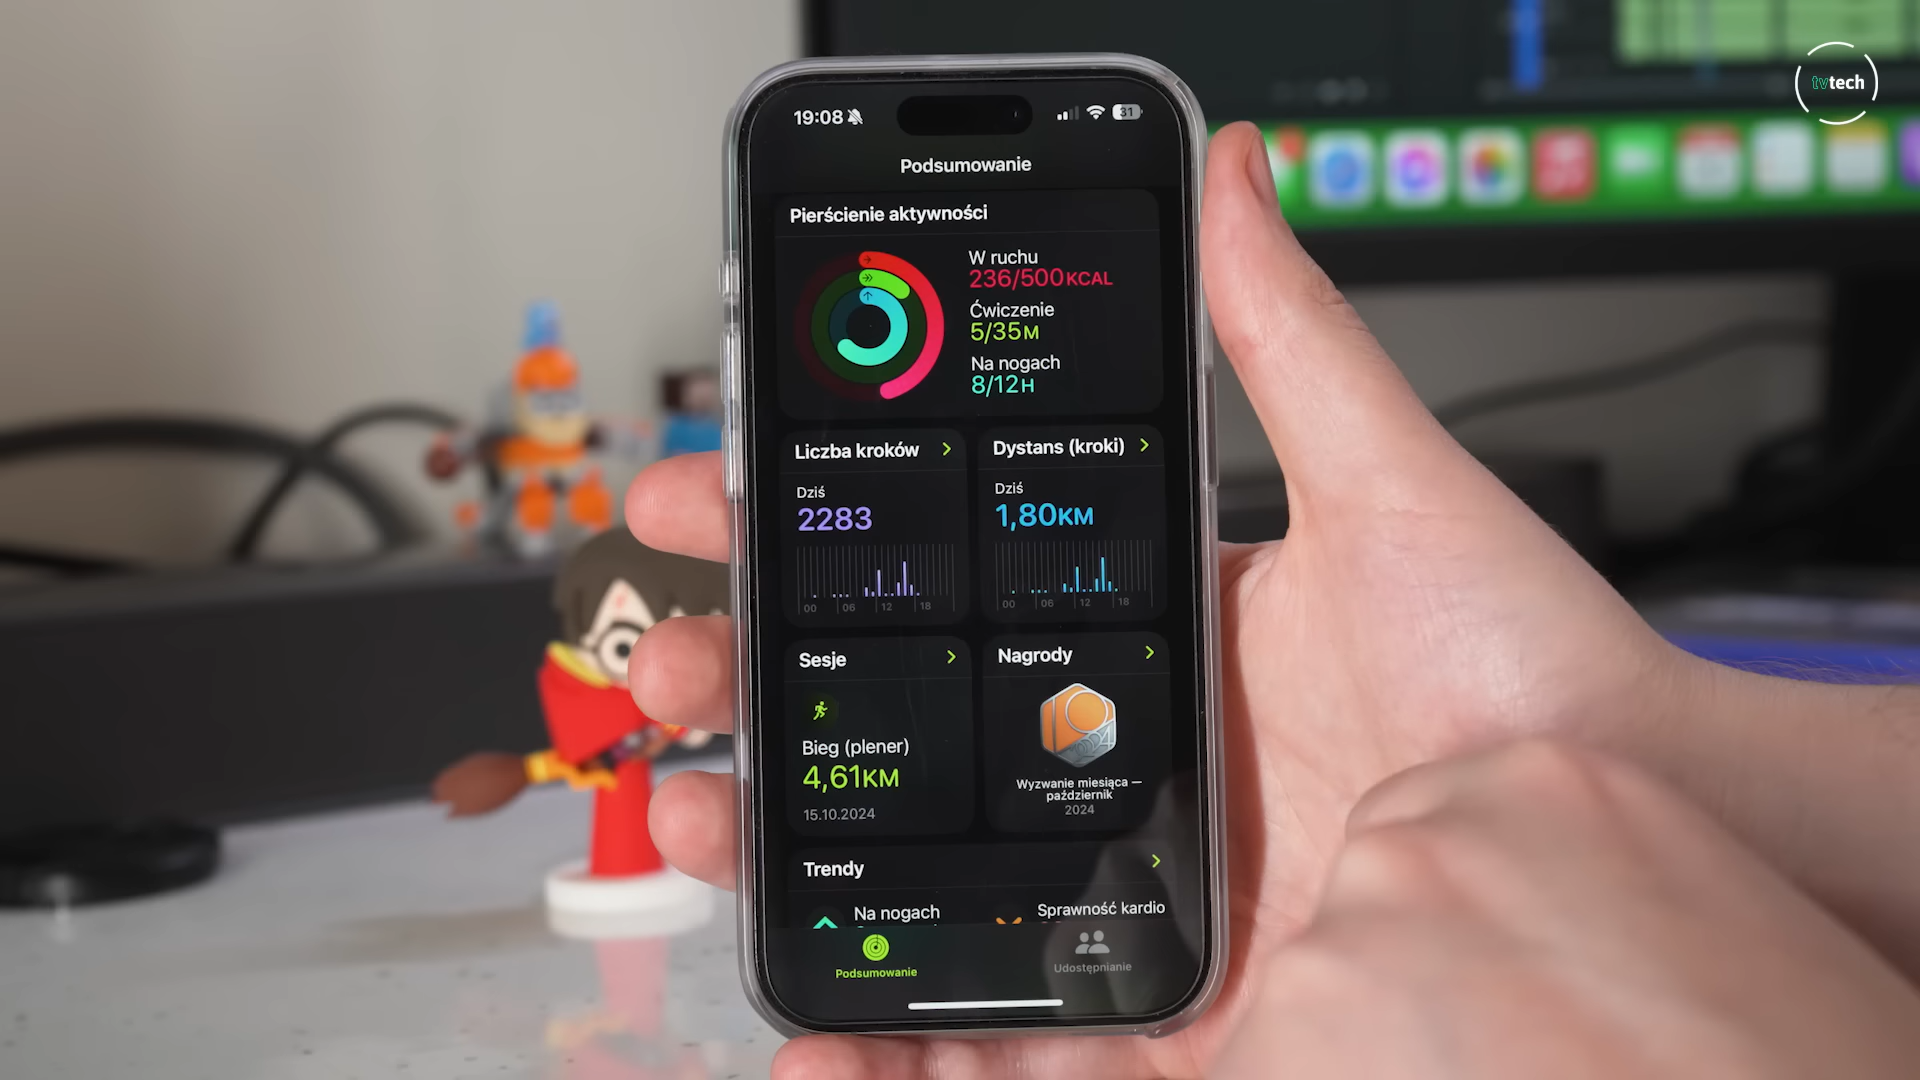 tvtech
19:08
31
Podsumowanie
Pierścienie aktywności
W ruchu
236/500KCAL
Ćwiczenie
5/35M
Na nogach
8/12H
Liczba kroków
Dziś
2283
00 06 12 18
Dystans (kroki)
Dziś
1,80KM
00 06 12 18
Sesje
Bieg (plener)
4,61KM
15.10.2024
Nagrody
2024
Wyzwanie miesiąca —
październik
2024
Trendy
Na nogach
Sprawność kardio
Podsumowanie
Udostępnianie